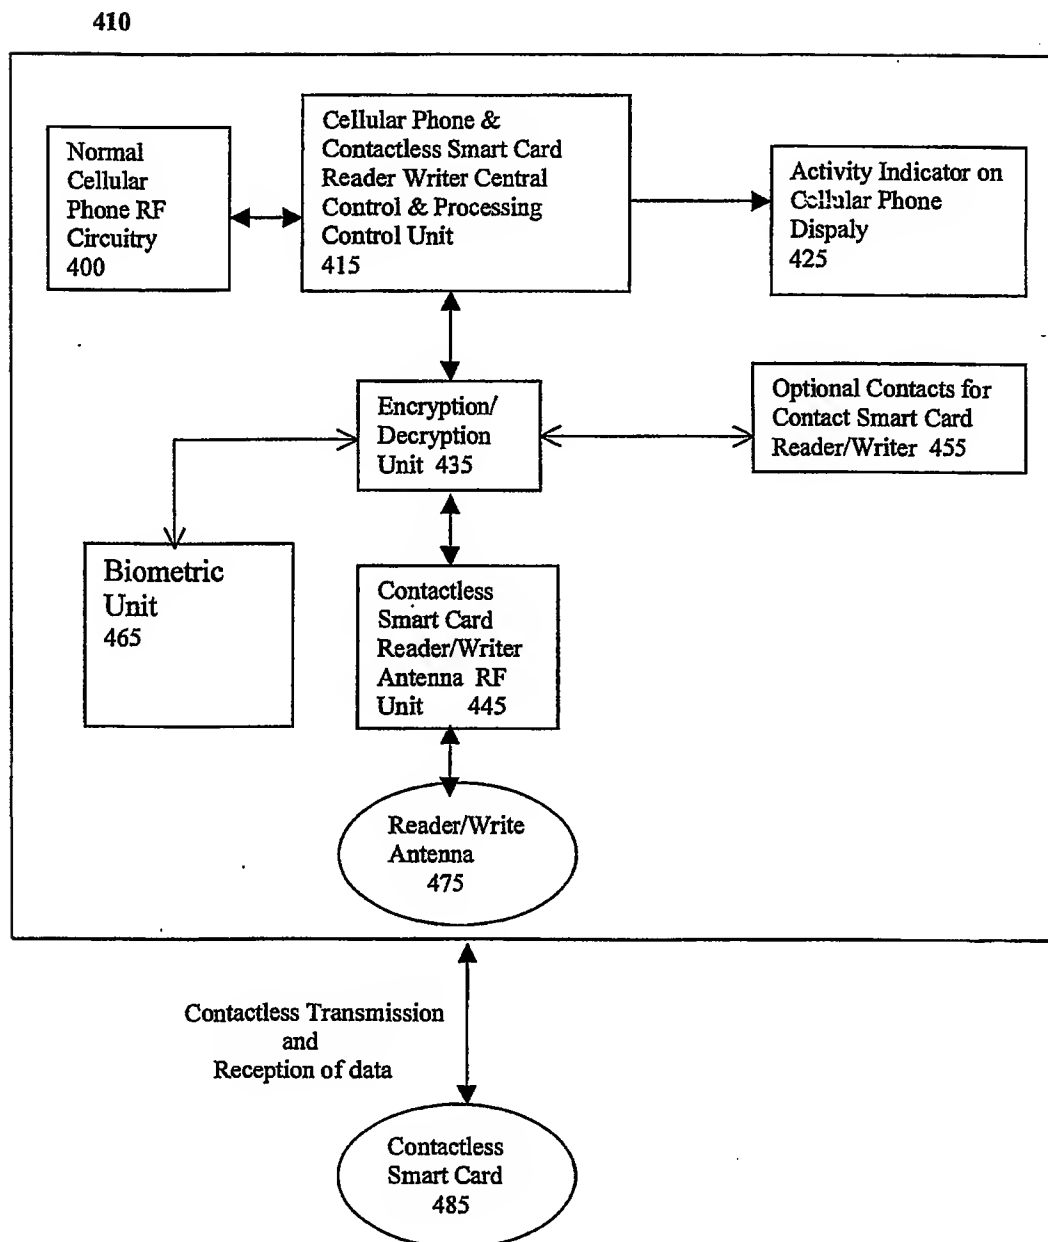 410
Normal
Cellular
Phone RF
Circuitry
400
Cellular Phone &
Contactless Smart Card
Reader Writer Central
Control & Processing
Control Unit
415
Activity Indicator on
Cellular Phone
Dispaly
425
Encryption/
Decryption
Unit 435
Optional Contacts for
Contact Smart Card
Reader/Writer 455
Biometric
Unit
465
Contactless
Smart Card
Reader/Writer
Antenna RF
Unit 445
Reader/Write
Antenna
475
Contactless Transmission
and
Reception of data
Contactless
Smart Card
485